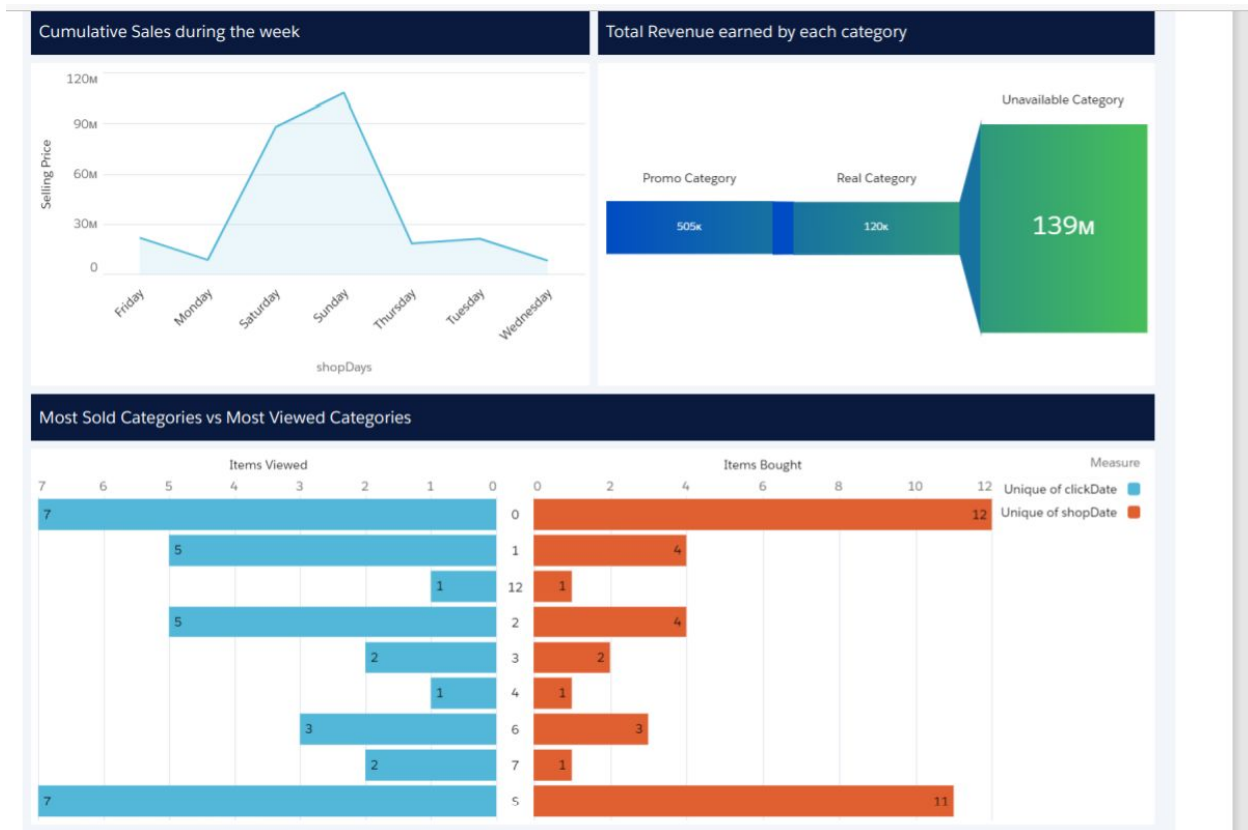 Cumulative Sales during the week
Total Revenue earned by each category
120M
90M
60M
30M
0
Selling Price
Friday
Monday
Saturday
Sunday
Thursday
Tuesday
Wednesday
shopDays
Unavailable Category
Promo Category
Real Category
505K
120K
139M
Most Sold Categories vs Most Viewed Categories
Items Viewed
Items Bought
Measure
7 6 5 4 3 2 1 0
0 2 4 6 8 10 12
Unique of clickDate
Unique of shopDate
7 0 12
5 1 4
1 12 1
5 2 4
2 3 2
1 4 1
3 6 3
2 7 1
7 S 11